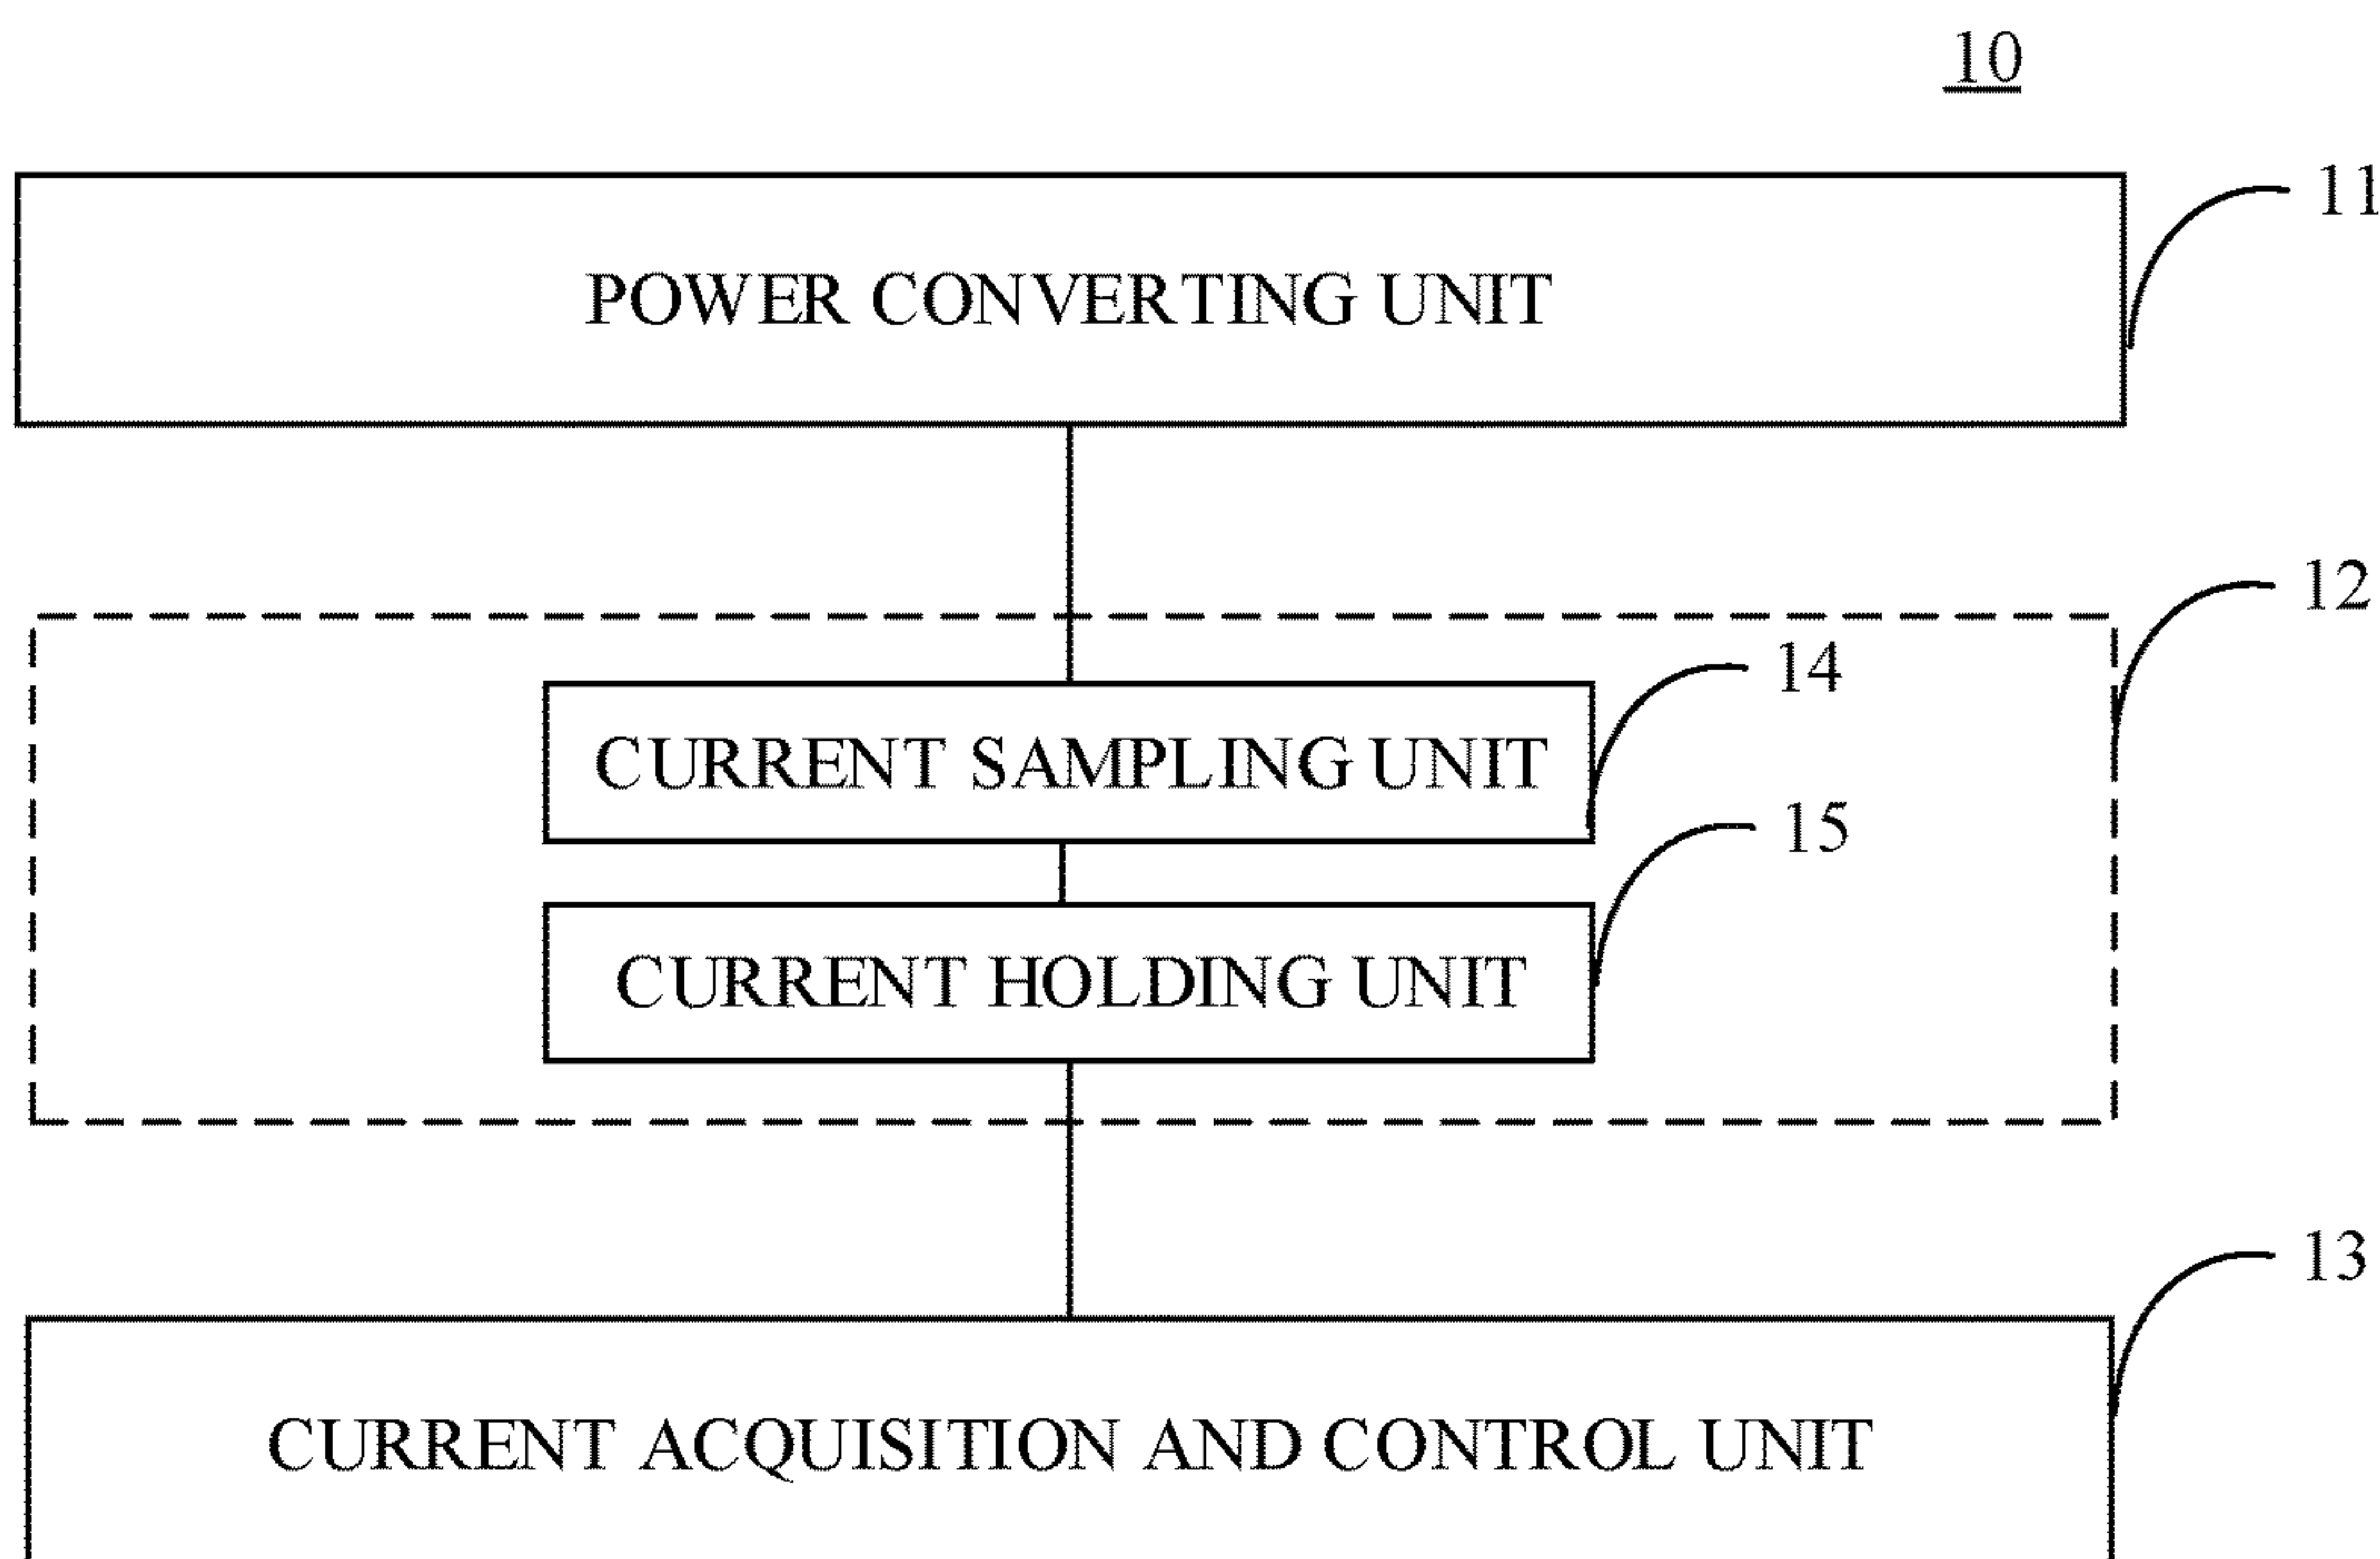 10
11
POWER CONVERTING UNIT
12
14
CURRENT SAMPLING UNIT
15
CURRENT HOLDING UNIT
13
CURRENT ACQUISITION AND CONTROL UNIT